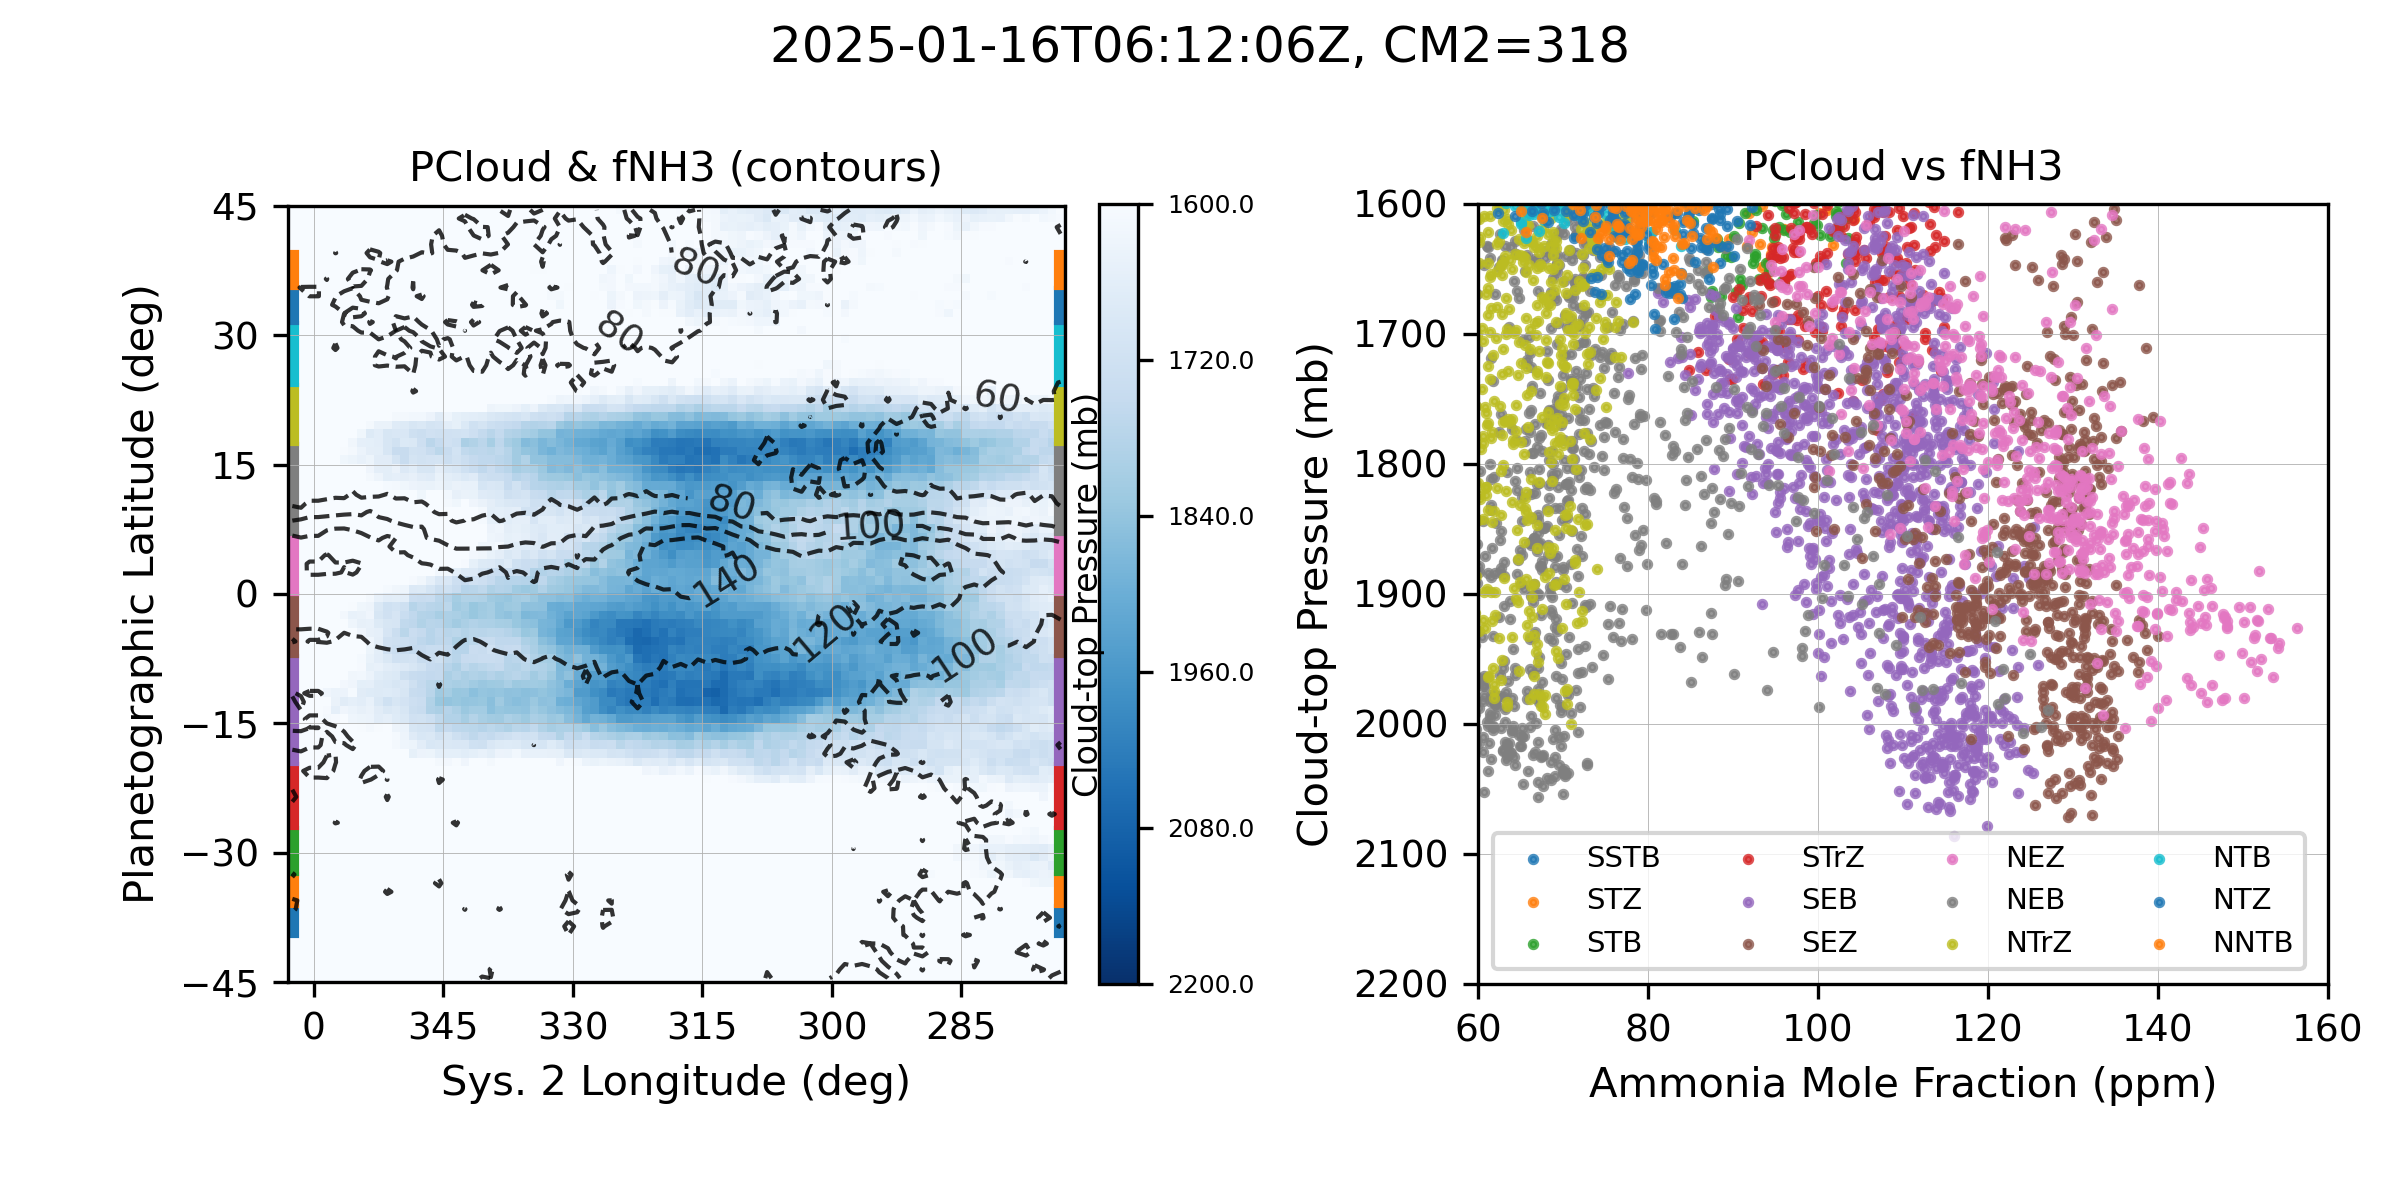 2025-01-16T06:12:06Z, CM2=318
PCloud & fNH3 (contours)
Planetographic Latitude (deg)
45
30
15
0
−15
−30
−45
80
80
60
80
100
140
120
100
0
345
330
315
300
285
Sys. 2 Longitude (deg)
Cloud-top Pressure (mb)
1600.0
1720.0
1840.0
1960.0
2080.0
2200.0
PCloud vs fNH3
Cloud-top Pressure (mb)
1600
1700
1800
1900
2000
2100
2200
SSTB
STZ
STB
STrZ
SEB
SEZ
NEZ
NEB
NTrZ
NTB
NTZ
NNTB
60
80
100
120
140
160
Ammonia Mole Fraction (ppm)